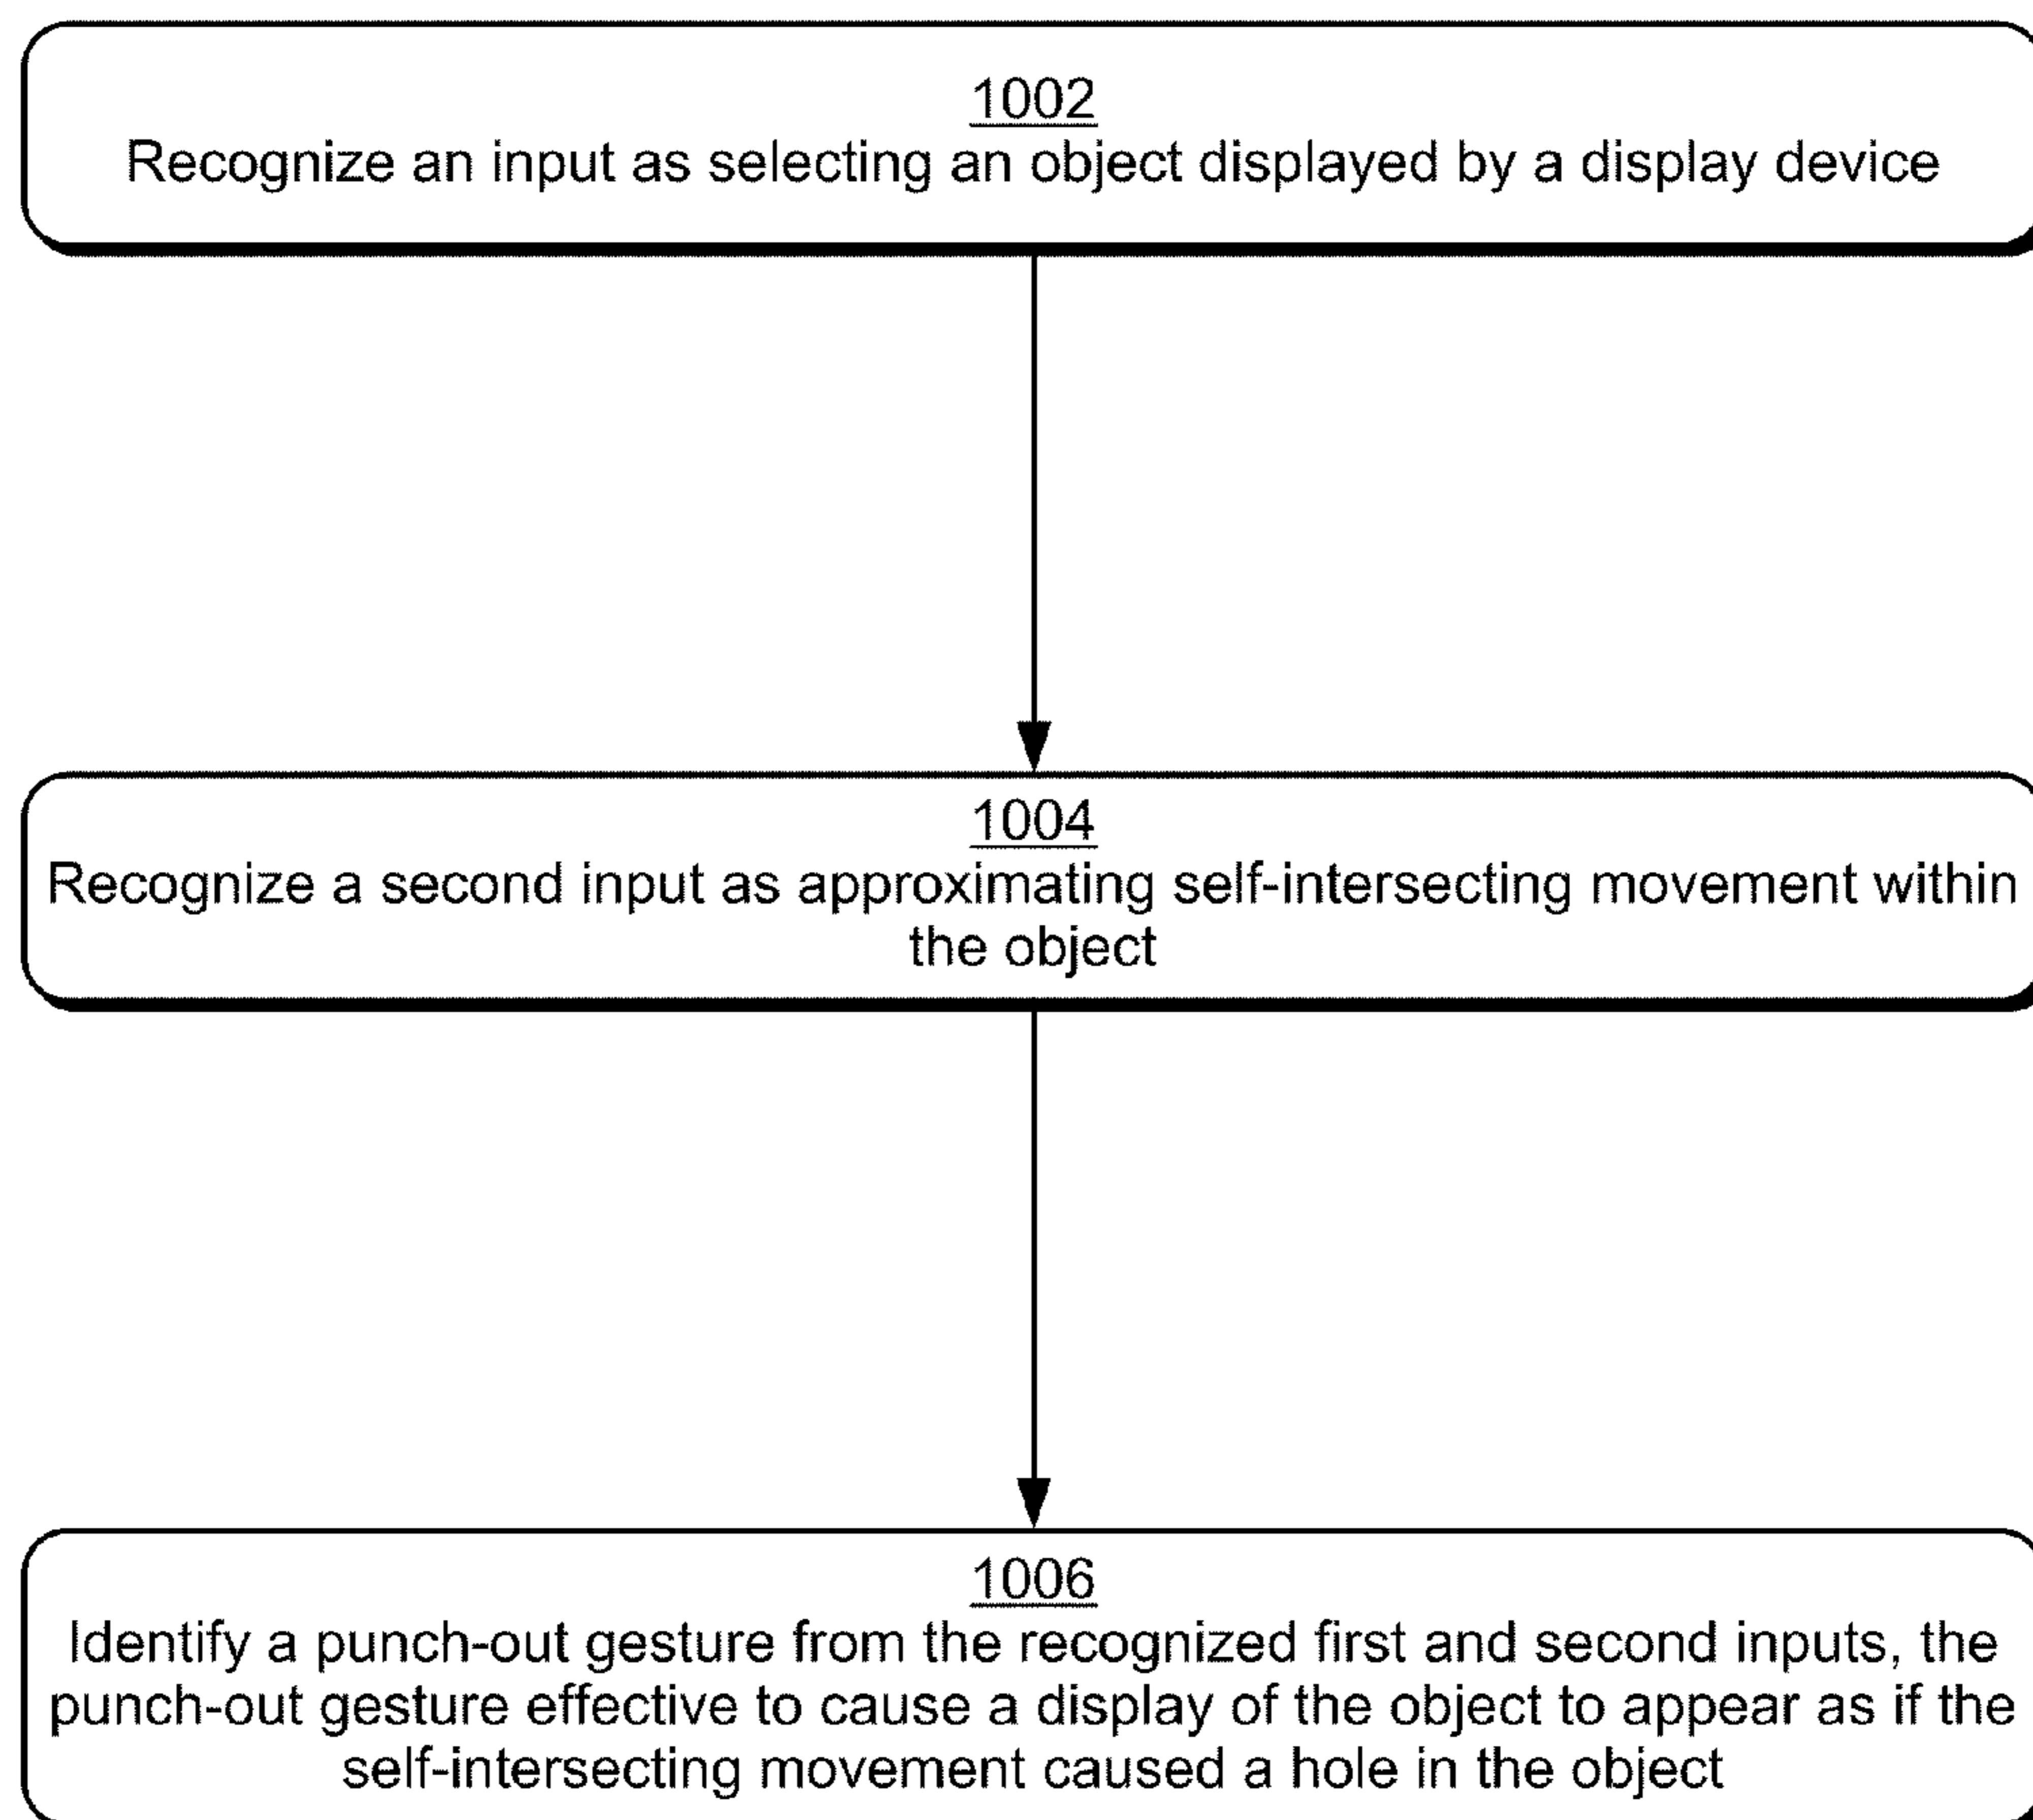 1002
Recognize an input as selecting an object displayed by a display device
1004
Recognize a second input as approximating self-intersecting movement within
the object
1006
Identify a punch-out gesture from the recognized first and second inputs, the
punch-out gesture effective to cause a display of the object to appear as if the
self-intersecting movement caused a hole in the object